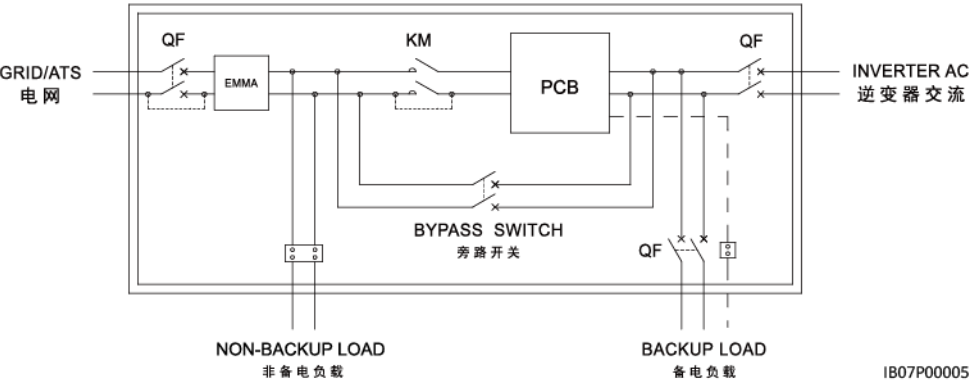 QF
KM
QF
GRID/ATS
电网
EMMA
PCB
INVERTER AC
逆变器交流
BYPASS SWITCH
旁路开关
QF
NON-BACKUP LOAD
非备电负载
BACKUP LOAD
备电负载
IB07P00005